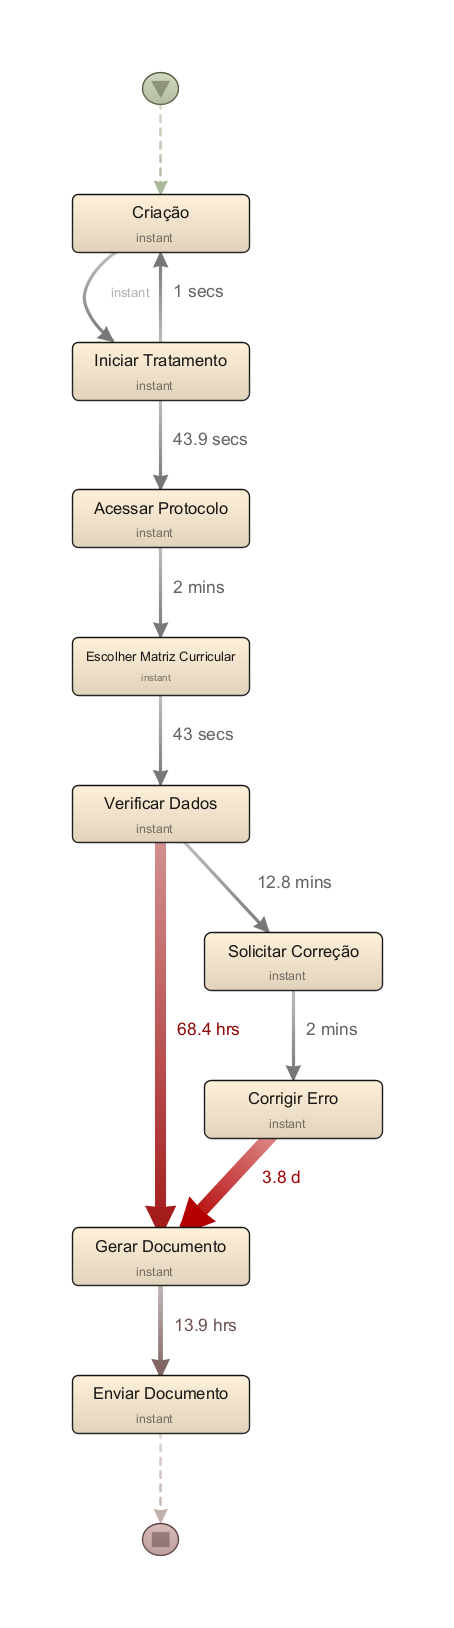 Criação
instant
instant
1 secs
Iniciar Tratamento
instant
43.9 secs
Acessar Protocolo
instant
2 mins
Escolher Matriz Curricular
instant
43 secs
Verificar Dados
instant
12.8 mins
Solicitar Correção
instant
68.4 hrs
2 mins
Corrigir Erro
instant
3.8 d
Gerar Documento
instant
13.9 hrs
Enviar Documento
instant